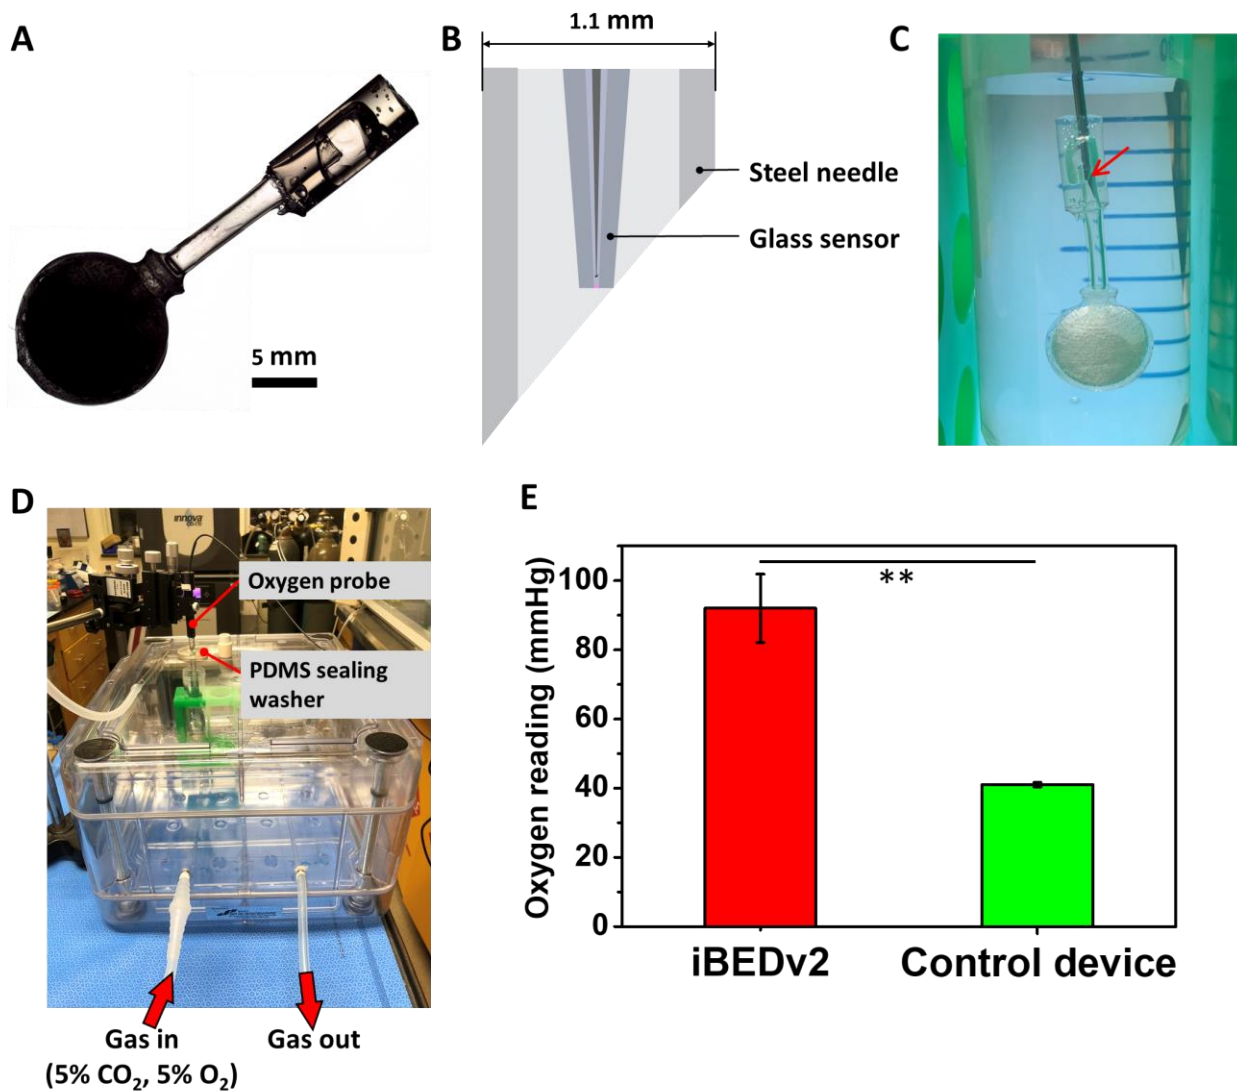 A
5 mm
B
1.1 mm
Steel needle
Glass sensor
C
D
innova
Oxygen probe
PDMS sealing
washer
Gas in
(5% CO₂, 5% O₂)
Gas out
E
Oxygen reading (mmHg)
100
80
60
40
20
0
**
iBEDv2
Control device